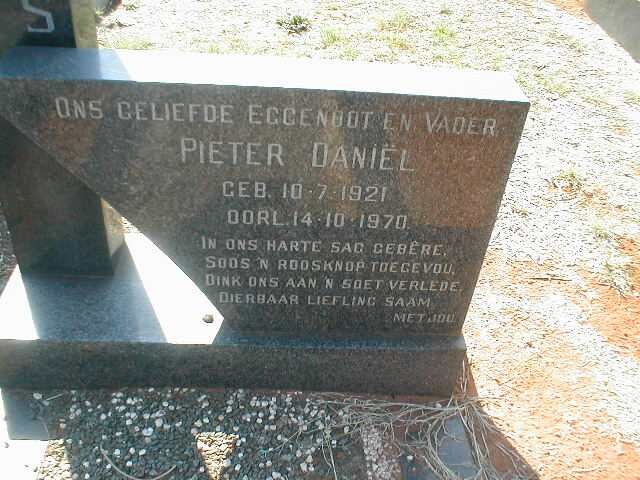 S
ONS GELIEFDE EGGENOOT EN VADER
PIETER DANIËL
GEB. 10·7·1921
OORL. 14·10·1970
IN ONS HARTE SAG GEBÊRE,
SOOS 'N ROOSKNOP TOEGEVOU,
DINK ONS AAN 'N SOET VERLEDE,
DIERBAAR LIEFLING SAAM
MET JOU.